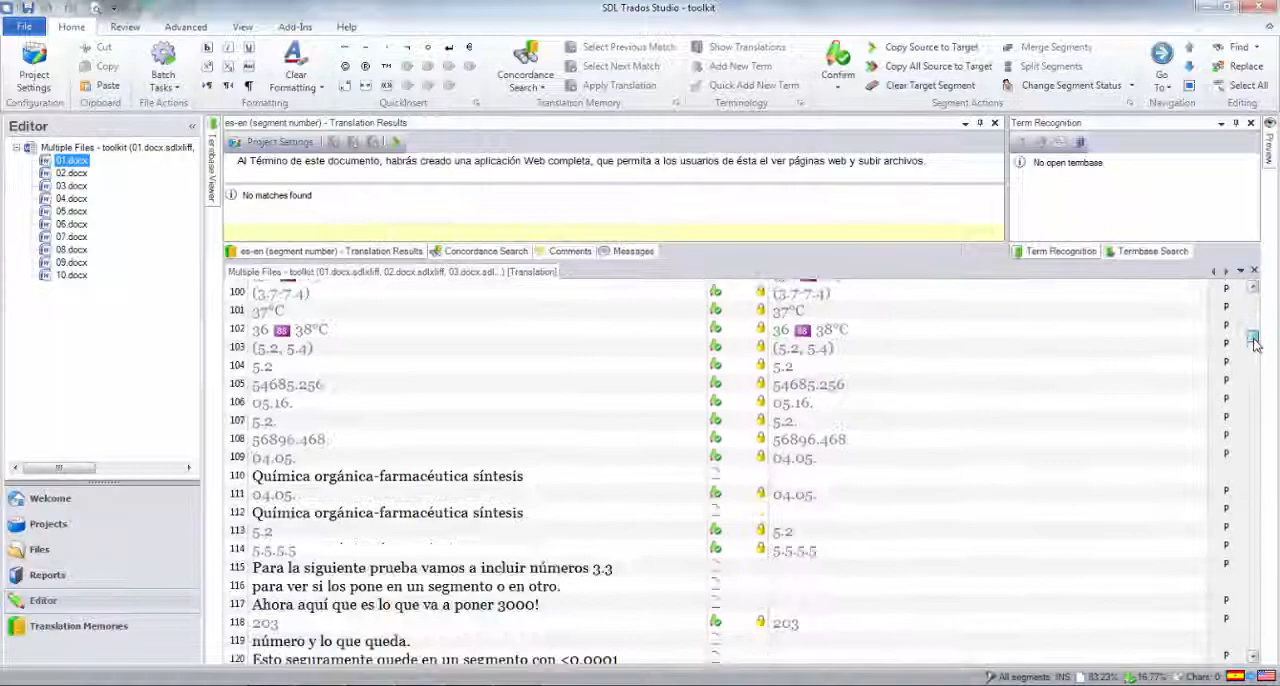 SDL Trados Studio - toolkit
File Home Review Advanced View Add-Ins Help
Project Settings
Cut
Copy
Paste
Batch Tasks
Clear Formatting
Concordance Search
Select Previous Match
Select Next Match
Apply Translation
Show Translations
Add New Term
Quick Add New Term
Confirm
Copy Source to Target
Copy All Source to Target
Clear Target Segment
Merge Segments
Split Segments
Change Segment Status
Go To
Find
Replace
Select All
Configuration Clipboard File Actions Formatting QuickInsert Translation Memory Terminology Segment Actions Navigation Editing
Editor
Multiple Files - toolkit (01.docx.sdlxliff,
01.docx
02.docx
03.docx
04.docx
05.docx
06.docx
07.docx
08.docx
09.docx
10.docx
Welcome
Projects
Files
Reports
Editor
Translation Memories
Termbase Viewer
es-en (segment number) - Translation Results
Project Settings
Al Término de este documento, habrás creado una aplicación Web completa, que permita a los usuarios de ésta el ver páginas web y subir archivos.
No matches found
es-en (segment number) - Translation Results Concordance Search Comments Messages
Term Recognition
No open termbase
Term Recognition Termbase Search
Preview
Multiple Files - toolkit (01.docx.sdlxliff, 02.docx.sdlxliff, 03.docx.sdl...) [Translation]
100 (3.7-7.4) (3.7-7.4) P
101 37°C 37°C P
102 36 88 38°C 36 88 38°C P
103 (5.2, 5.4) (5.2, 5.4) P
104 5.2 5.2 P
105 54685.256 54685.256 P
106 05.16. 05.16. P
107 5.2. 5.2. P
108 56896.468 56896.468 P
109 04.05. 04.05. P
110 Química orgánica-farmacéutica síntesis
111 04.05. 04.05. P
112 Química orgánica-farmacéutica síntesis
113 5.2 5.2 P
114 5.5.5.5 5.5.5.5 P
115 Para la siguiente prueba vamos a incluir números 3.3 P
116 para ver si los pone en un segmento o en otro.
117 Ahora aquí que es lo que va a poner 3000! P
118 203 203 P
119 número y lo que queda. P
120 Esto seguramente quede en un segmento con <0.0001 P
All segments INS 83.23% 16.77% Chars: 0